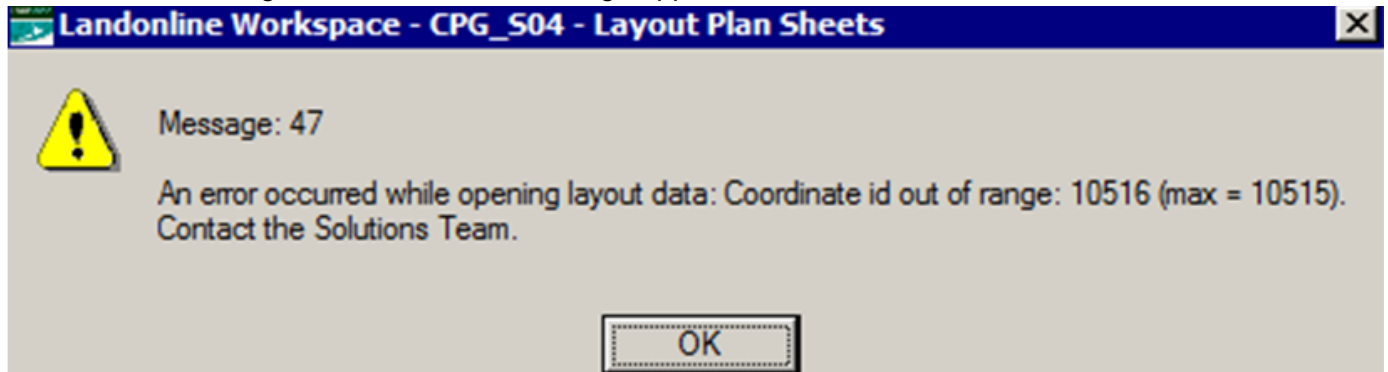 Landonline Workspace - CPG_S04 - Layout Plan Sheets
Message: 47
An error occurred while opening layout data: Coordinate id out of range: 10516 (max = 10515).
Contact the Solutions Team.
OK